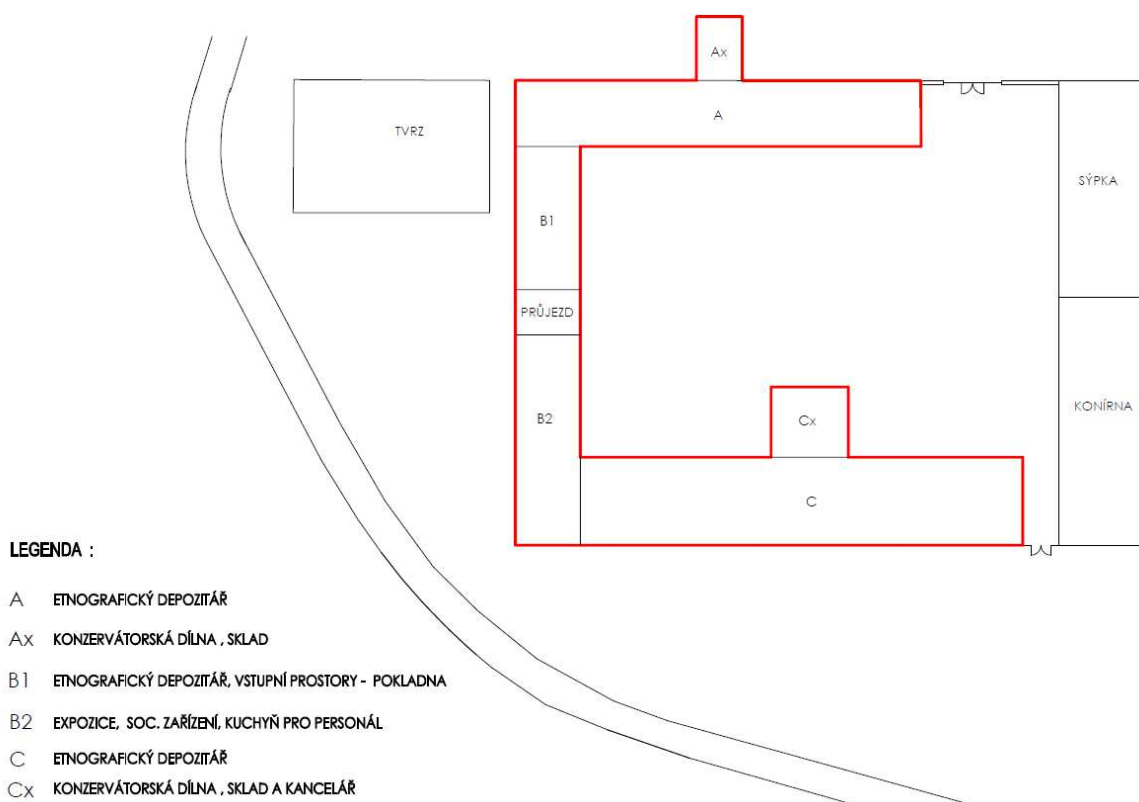 Ax
A
TVRZ
SÝPKA
B1
PRŮJEZD
B2
Cx
KONÍRNA
C
LEGENDA :
A ETNOGRAFICKÝ DEPOZITÁŘ
Ax KONZERVÁTORSKÁ DÍLNA , SKLAD
B1 ETNOGRAFICKÝ DEPOZITÁŘ, VSTUPNÍ PROSTORY - POKLADNA
B2 EXPOZICE, SOC. ZAŘÍZENÍ, KUCHYŇ PRO PERSONÁL
C ETNOGRAFICKÝ DEPOZITÁŘ
Cx KONZERVÁTORSKÁ DÍLNA , SKLAD A KANCELÁŘ